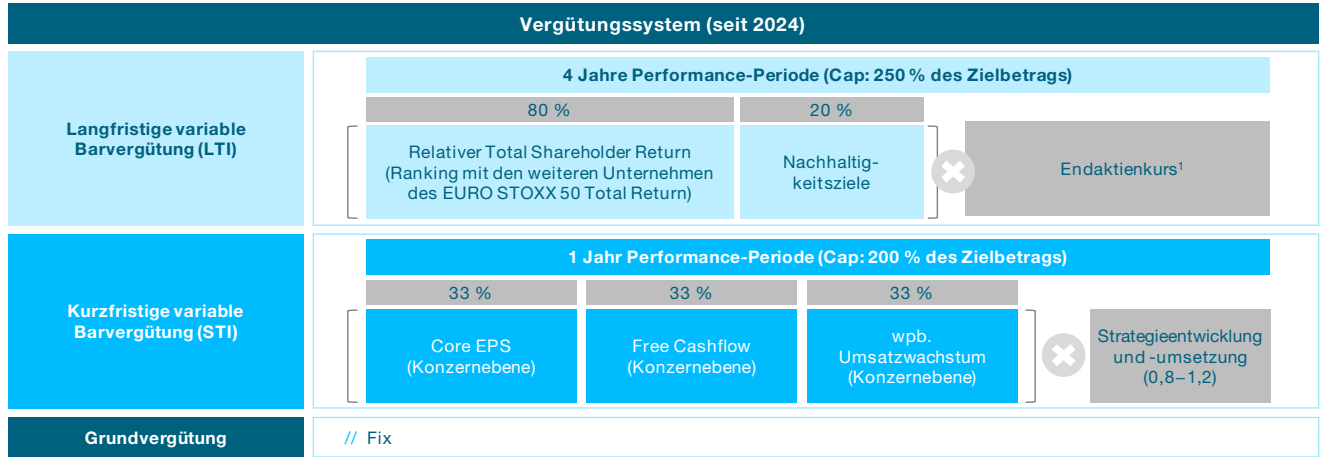 Vergütungssystem (seit 2024)
Langfristige variable
Barvergütung (LTI)
4 Jahre Performance-Periode (Cap: 250 % des Zielbetrags)
80 %
20 %
Relativer Total Shareholder Return
(Ranking mit den weiteren Unternehmen
des EURO STOXX 50 Total Return)
Nachhaltig-
keitsziele
Endaktienkurs¹
Kurzfristige variable
Barvergütung (STI)
1 Jahr Performance-Periode (Cap: 200 % des Zielbetrags)
33 %
33 %
33 %
Core EPS
(Konzernebene)
Free Cashflow
(Konzernebene)
wpb.
Umsatzwachstum
(Konzernebene)
Strategieentwicklung
und -umsetzung
(0,8–1,2)
Grundvergütung
// Fix